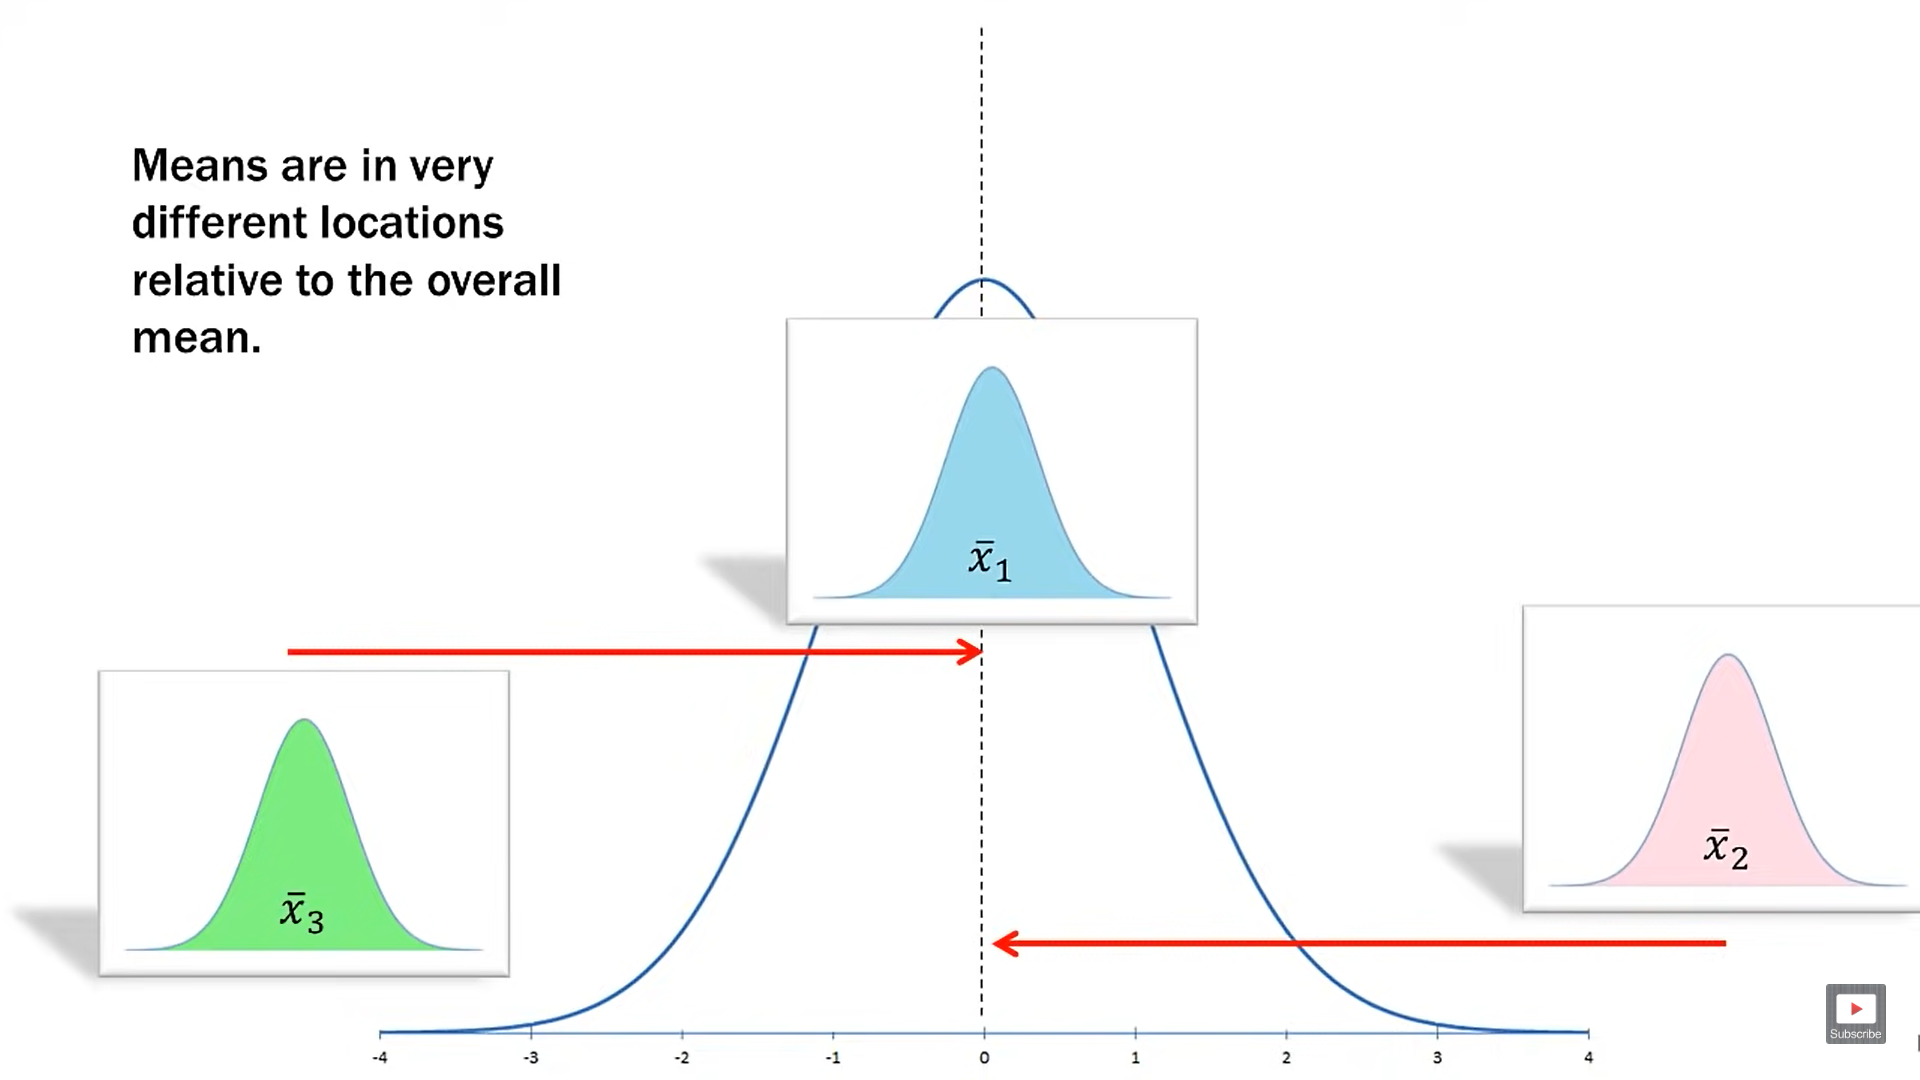 Means are in very
different locations
relative to the overall
mean.
x̄₁
x̄₃
x̄₂
Subscribe
-4 -3 -2 -1 0 1 2 3 4